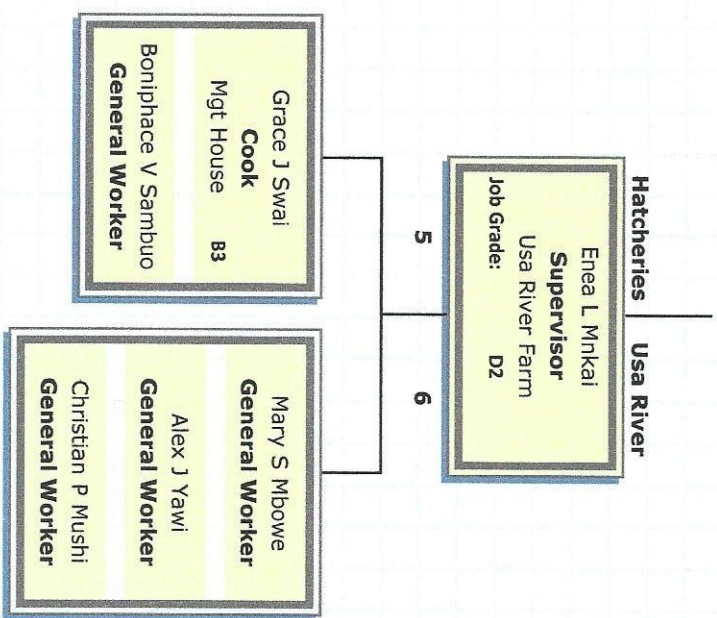 Hatcheries Usa River
Enea L Mnkai
Supervisor
Usa River Farm
Job Grade: D2
5 6
Grace J Swai
Cook
Mgt House B3
Boniphace V Sambuo
General Worker
Mary S Mbowe
General Worker
Alex J Yawi
General Worker
Christian P Mushi
General Worker